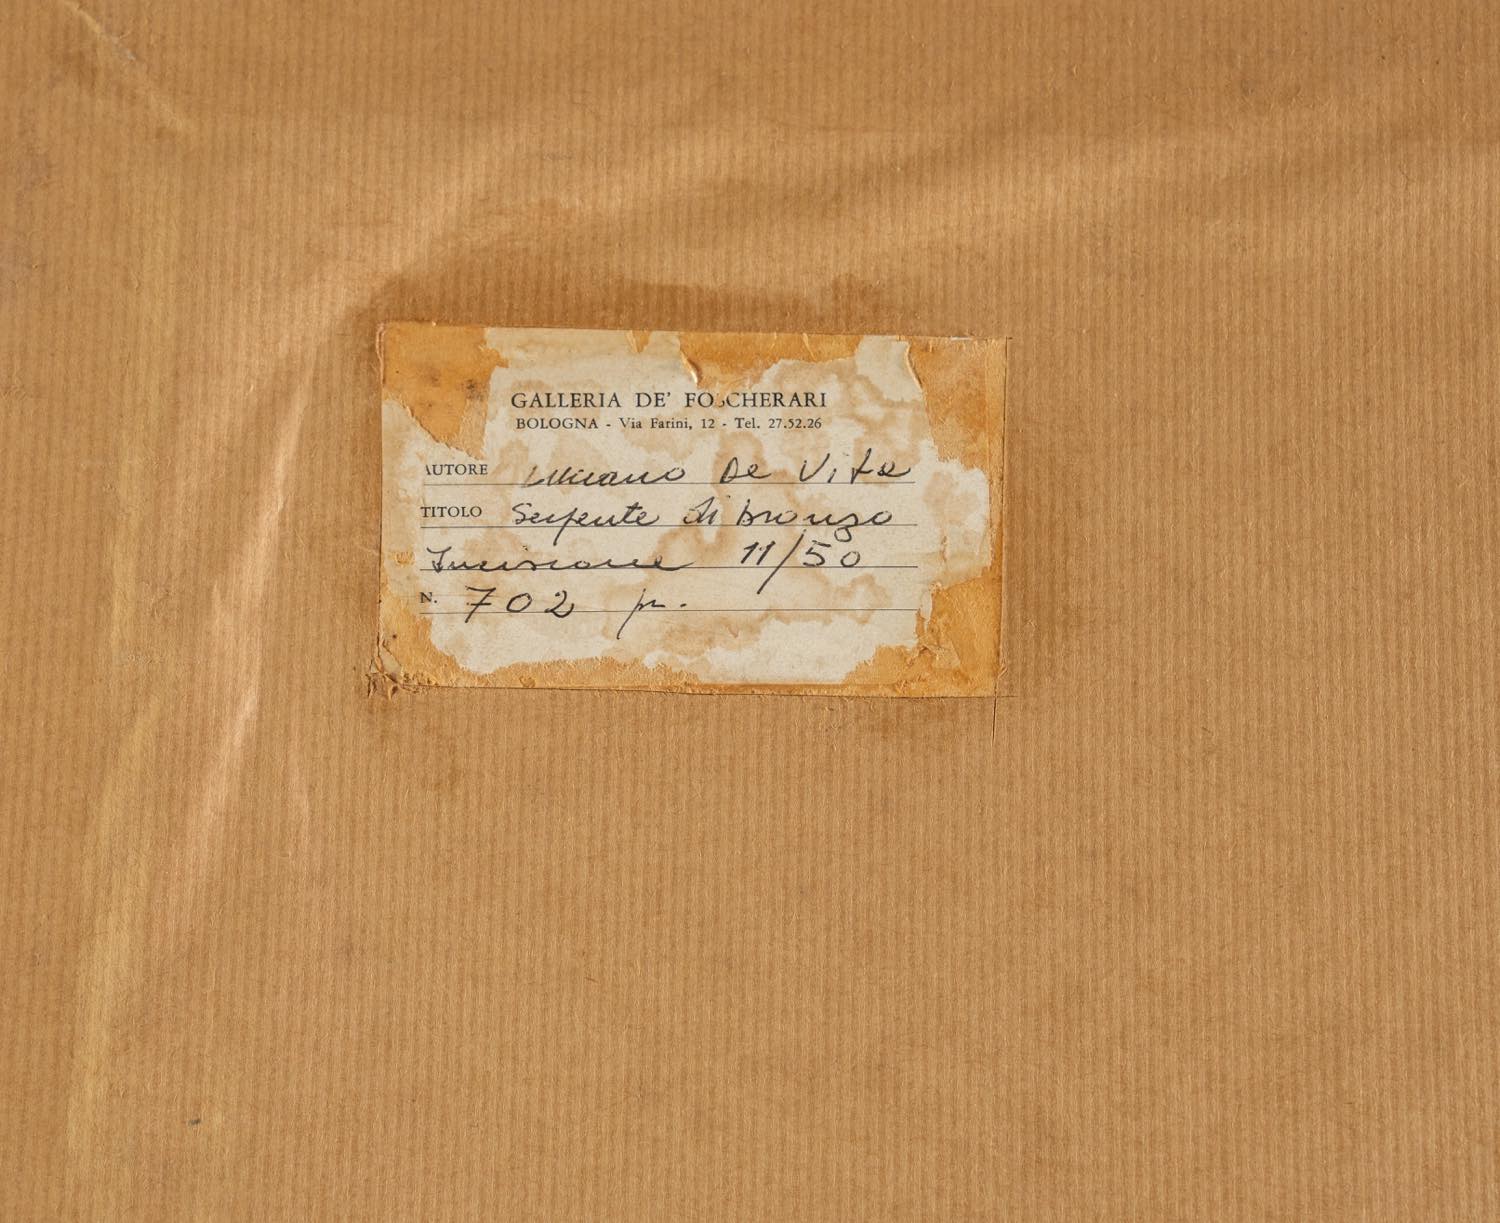 GALLERIA DE' FOSCHERARI
BOLOGNA - Via Farini, 12 - Tel. 27.52.26
AUTORE Luciano De Vita
TITOLO Serpente di bronzo
Incisione 11/50
N. 702 p.